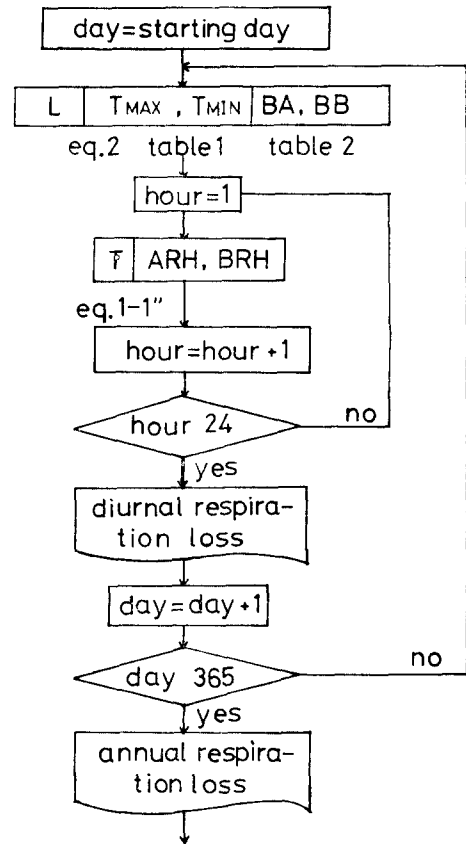 day=starting day
L TMAX, TMIN BA, BB
eq.2 table1 table 2
hour=1
T ARH, BRH
eq.1-1"
hour=hour+1
hour 24
no
yes
diurnal respira-
tion loss
day=day+1
day 365
no
yes
annual respira-
tion loss